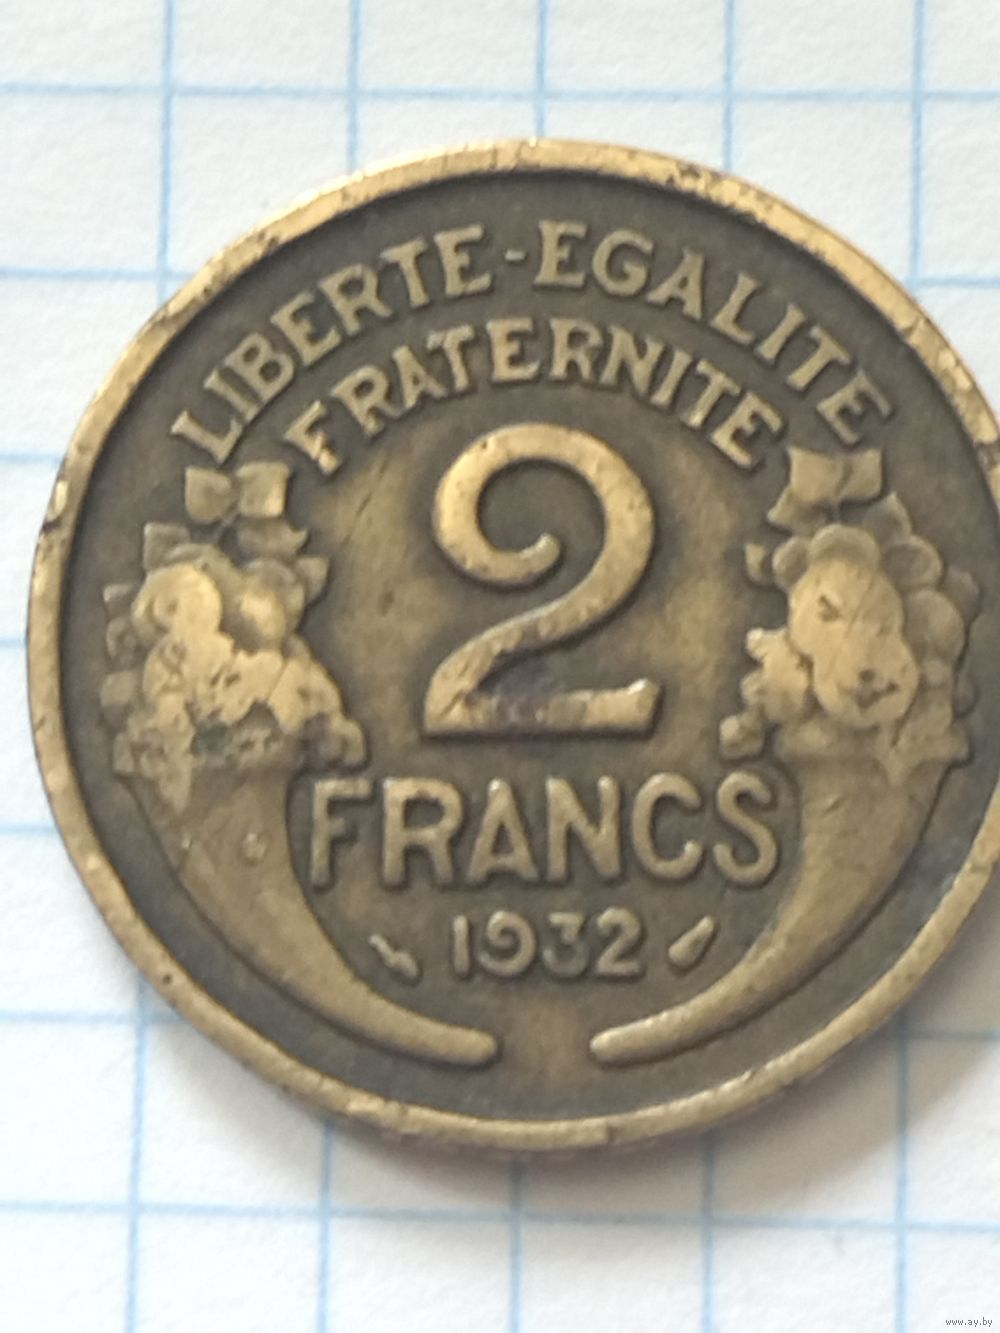 LIBERTE-EGALITE
FRATERNITE
2
FRANCS
1932
www.ay.by